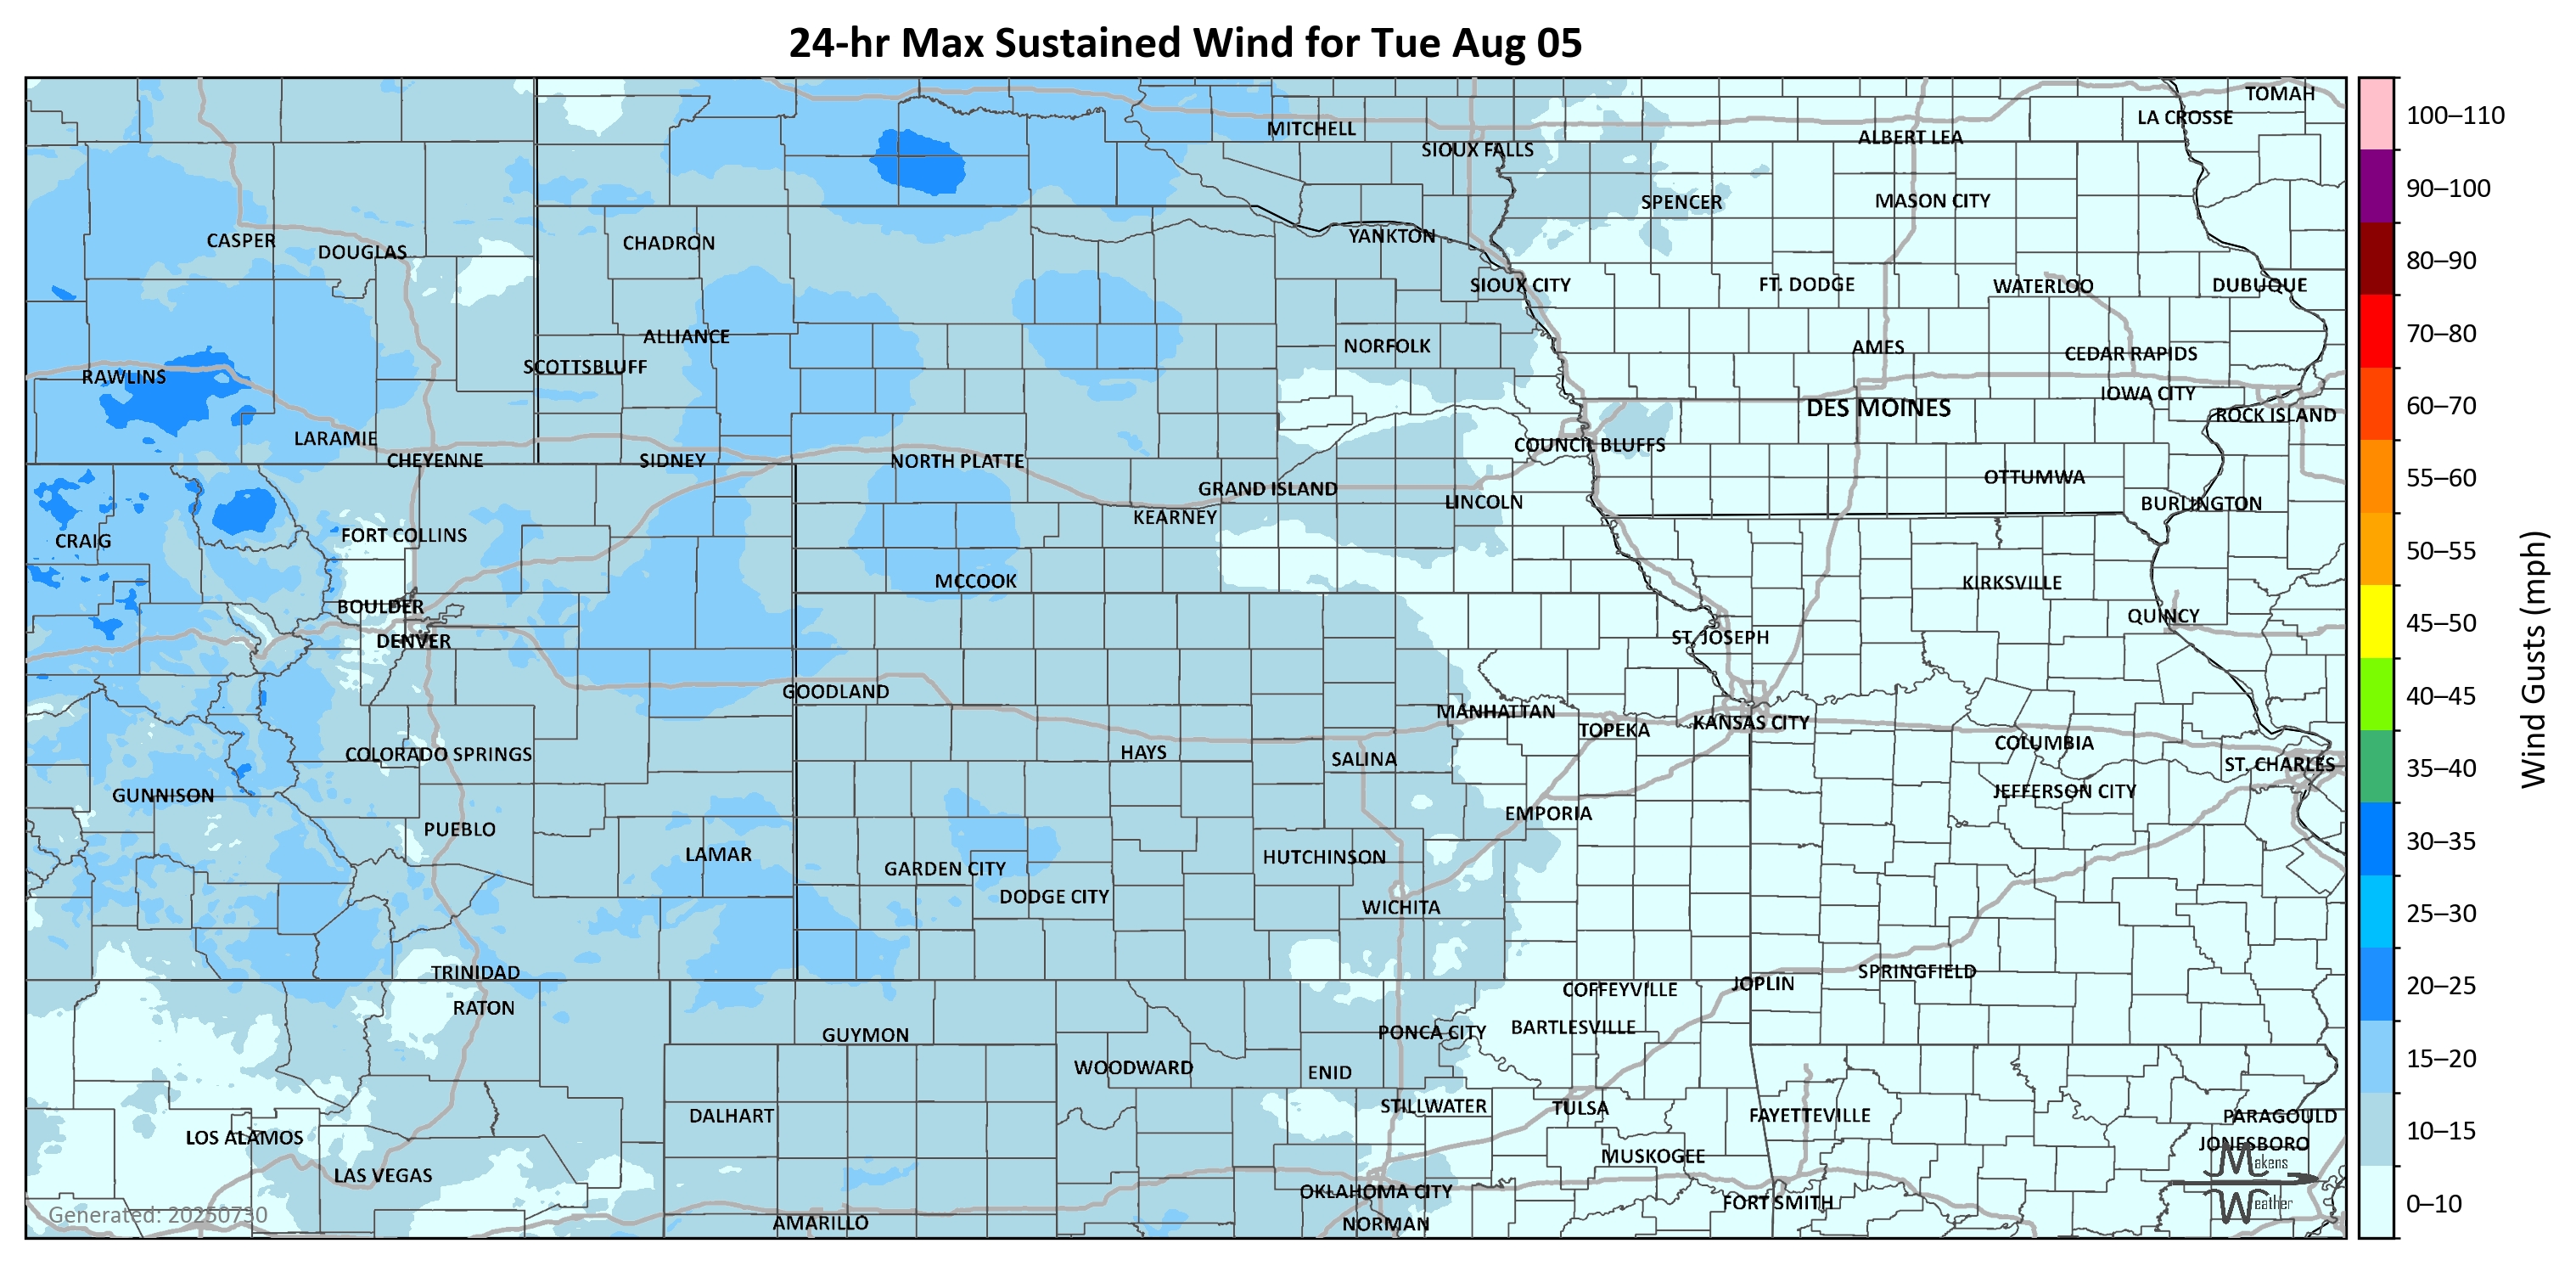 24-hr Max Sustained Wind for Tue Aug 05
TOMAH
LA CROSSE
MITCHELL
ALBERT LEA
SIOUX FALLS
SPENCER
MASON CITY
CASPER
DOUGLAS
CHADRON
YANKTON
SIOUX CITY
FT. DODGE
WATERLOO
DUBUQUE
ALLIANCE
NORFOLK
AMES
CEDAR RAPIDS
SCOTTSBLUFF
RAWLINS
IOWA CITY
DES MOINES
ROCK ISLAND
LARAMIE
COUNCIL BLUFFS
CHEYENNE
SIDNEY
NORTH PLATTE
OTTUMWA
GRAND ISLAND
LINCOLN
BURLINGTON
KEARNEY
FORT COLLINS
CRAIG
MCCOOK
KIRKSVILLE
BOULDER
QUINCY
DENVER
ST. JOSEPH
GOODLAND
MANHATTAN
KANSAS CITY
TOPEKA
COLUMBIA
COLORADO SPRINGS
HAYS
SALINA
ST. CHARLES
GUNNISON
JEFFERSON CITY
EMPORIA
PUEBLO
LAMAR
HUTCHINSON
GARDEN CITY
DODGE CITY
WICHITA
TRINIDAD
SPRINGFIELD
JOPLIN
COFFEYVILLE
RATON
BARTLESVILLE
GUYMON
PONCA CITY
WOODWARD
ENID
STILLWATER
TULSA
DALHART
FAYETTEVILLE
PARAGOULD
LOS ALAMOS
JONESBORO
MUSKOGEE
Makens
LAS VEGAS
OKLAHOMA CITY
FORT SMITH
Weather
Generated: 20250730
AMARILLO
NORMAN
100–110
90–100
80–90
70–80
60–70
55–60
50–55
45–50
40–45
35–40
30–35
25–30
20–25
15–20
10–15
0–10
Wind Gusts (mph)